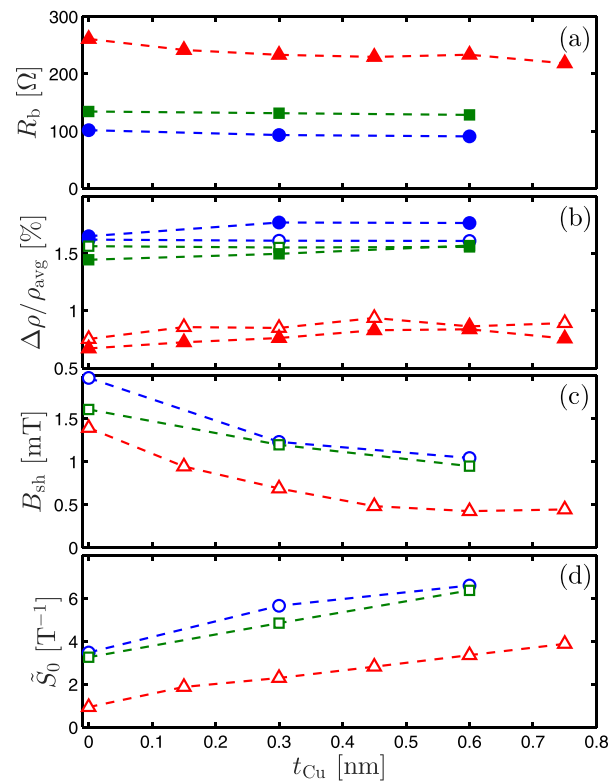 300
200
100
0
R_b [Ω]
(a)
1.5
1
0.5
Δρ/ρ_avg [%]
(b)
1.5
1
0.5
0
B_sh [mT]
(c)
6
4
2
0
S̃_0 [T^{-1}]
(d)
0 0.1 0.2 0.3 0.4 0.5 0.6 0.7 0.8
t_Cu [nm]